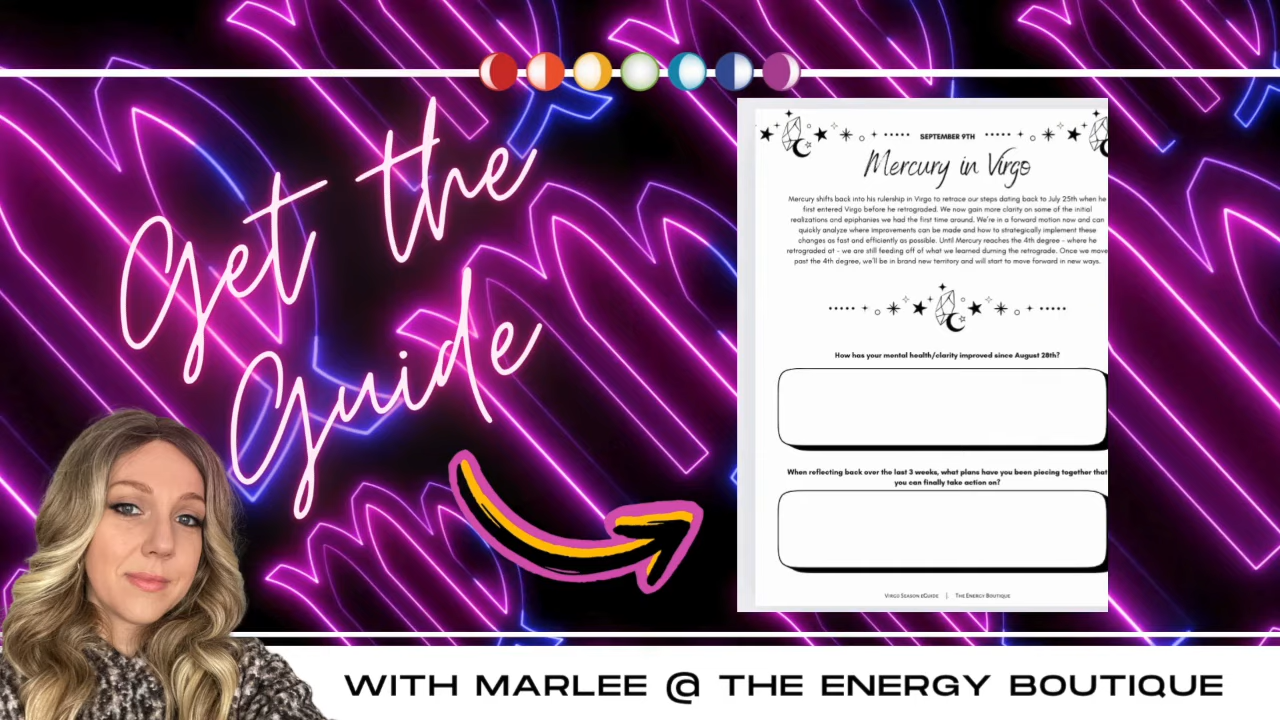 Get the
Guide
SEPTEMBER 9TH
Mercury in Virgo
Mercury shifts back into his rulership in Virgo to retrace our steps dating back to July 25th when he
first entered Virgo before he retrograded. We now gain more clarity on some of the initial
realizations and epiphanies we had the first time around. We're in a forward motion now and can
quickly analyze where improvements can be made and how to strategically implement these
changes as fast and efficiently as possible. Until Mercury reaches the 4th degree - where he
retrograded at - we are still feeding off of what we learned durning the retrograde. Once we move
past the 4th degree, we'll be in brand new territory and will start to move forward in new ways.
How has your mental health/clarity improved since August 28th?
When reflecting back over the last 3 weeks, what plans have you been piecing together that
you can finally take action on?
Virgo Season eGuide | The Energy Boutique
WITH MARLEE @ THE ENERGY BOUTIQUE